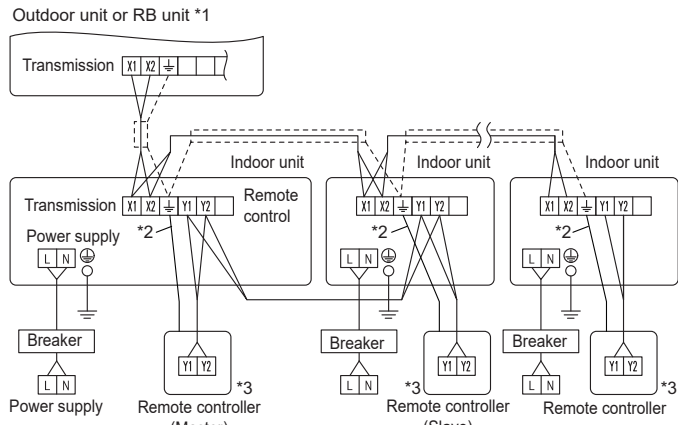 Outdoor unit or RB unit *1
Transmission X1 X2
Indoor unit Indoor unit Indoor unit
Transmission X1 X2 Y1 Y2 Remote control X1 X2 Y1 Y2 X1 X2 Y1 Y2
*2 *2 *2
Power supply
L N L N L N
Breaker Breaker Breaker
Y1 Y2 Y1 Y2 Y1 Y2
L N *3 L N *3 L N *3
Power supply Remote controller Remote controller Remote controller
(Master) (Slave)